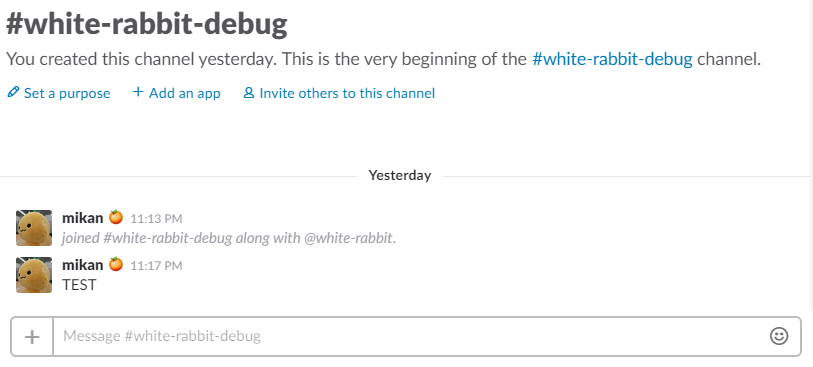 #white-rabbit-debug
You created this channel yesterday. This is the very beginning of the #white-rabbit-debug channel.
Set a purpose + Add an app Invite others to this channel
Yesterday
mikan 11:13 PM
joined #white-rabbit-debug along with @white-rabbit.
mikan 11:17 PM
TEST
+ Message #white-rabbit-debug